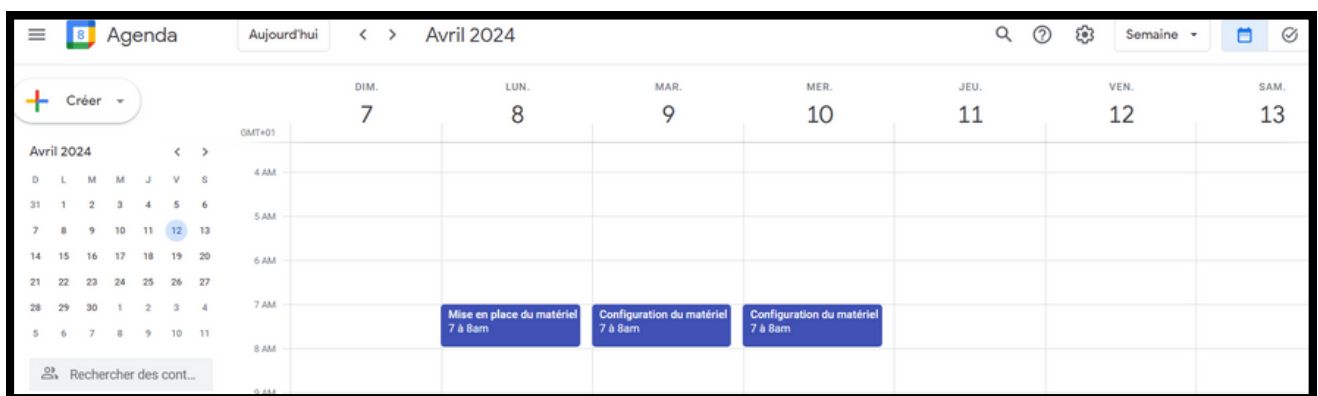 8 Agenda Aujourd'hui < > Avril 2024 Semaine
Créer
DIM. LUN. MAR. MER. JEU. VEN. SAM.
7 8 9 10 11 12 13
GMT+01
Avril 2024 < >
D L M M J V S
31 1 2 3 4 5 6
7 8 9 10 11 12 13
14 15 16 17 18 19 20
21 22 23 24 25 26 27
28 29 30 1 2 3 4
5 6 7 8 9 10 11
Rechercher des cont...
4 AM
5 AM
6 AM
7 AM
8 AM
9 AM
Mise en place du matériel
7 à 8am
Configuration du matériel
7 à 8am
Configuration du matériel
7 à 8am